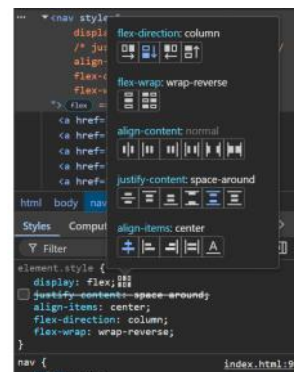 <nav style="
displa
/* jus
align-
flex-d
flex-w
"> flex
<a href=
<a href=
<a href=
<a href=
<a href=
flex-direction: column
flex-wrap: wrap-reverse
align-content: normal
justify-content: space-around
align-items: center
html body nav
Styles Comput
Filter
element.style {
display: flex;
justify-content: space-around;
align-items: center;
flex-direction: column;
flex-wrap: wrap-reverse;
}
nav { index.html:9